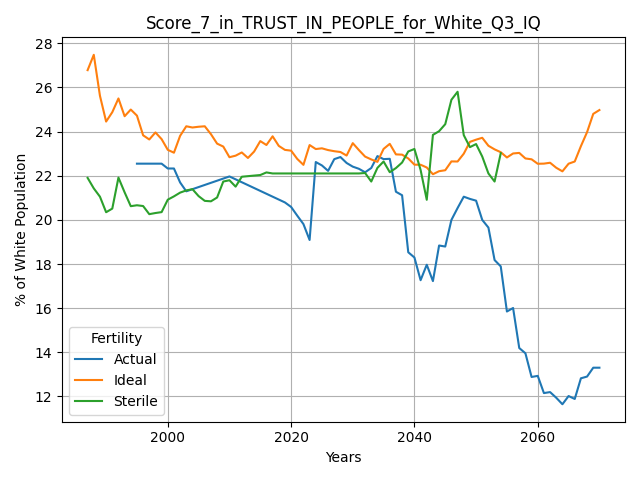 Score_7_in_TRUST_IN_PEOPLE_for_White_Q3_IQ
% of White Population
28
26
24
22
20
18
16
14
12
Fertility
Actual
Ideal
Sterile
2000
2020
2040
2060
Years